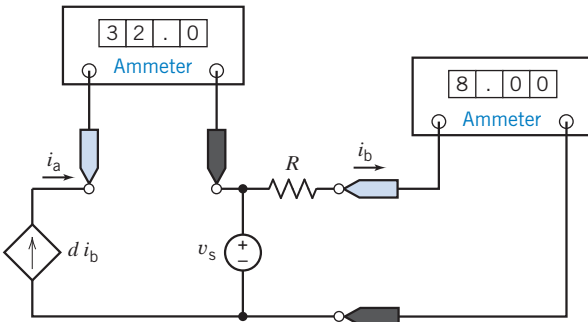 3 2 . 0
Ammeter
8 . 0 0
Ammeter
i_a
R
i_b
d i_b
v_s
+
−